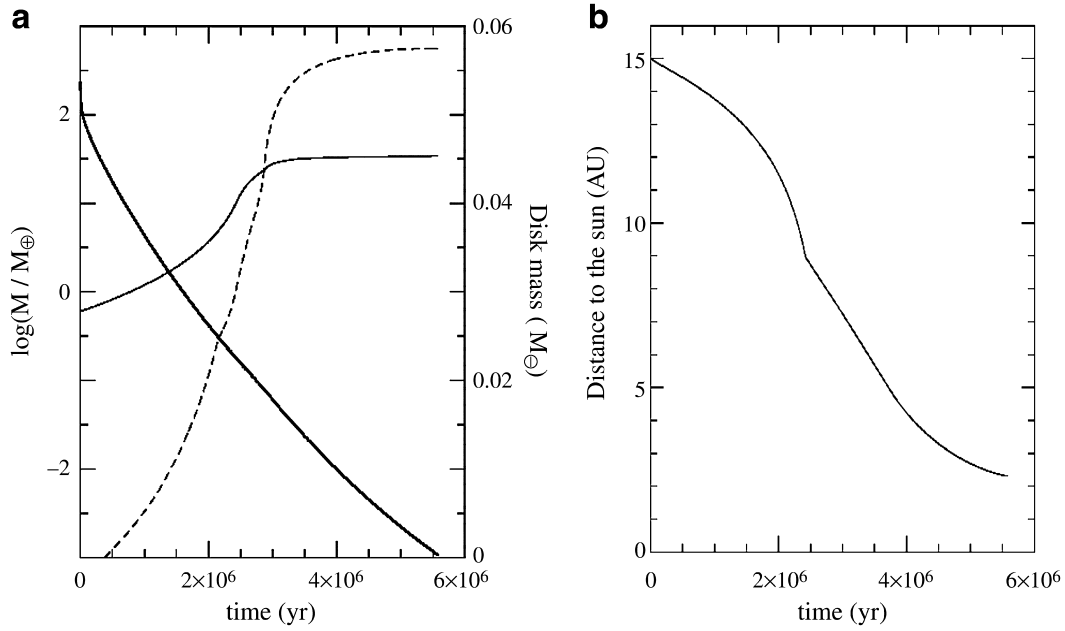 a
b
0.06
0.04
0.02
0
2
0
−2
log(M / M⊕)
Disk mass ( M⊖)
0
2×10⁶
4×10⁶
6×10⁶
time (yr)
15
10
5
0
Distance to the sun (AU)
0
2×10⁶
4×10⁶
6×10⁶
time (yr)